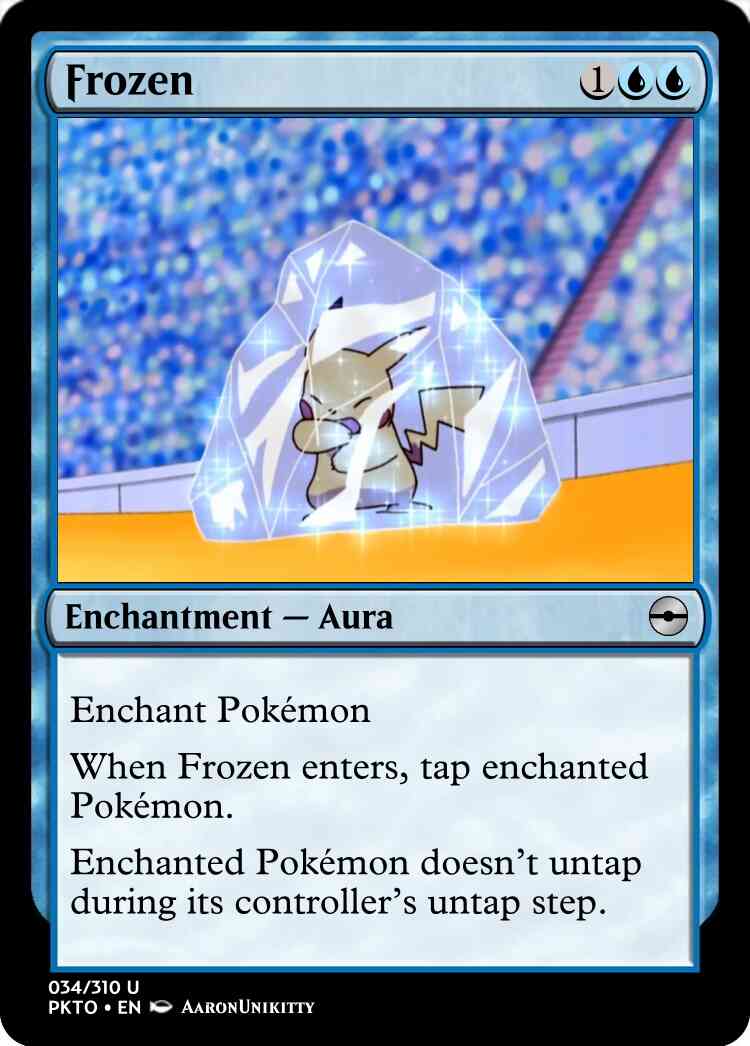 Frozen
1
Enchantment — Aura
Enchant Pokémon
When Frozen enters, tap enchanted
Pokémon.
Enchanted Pokémon doesn't untap
during its controller's untap step.
034/310 U
PKTO • EN AARONUNIKITTY